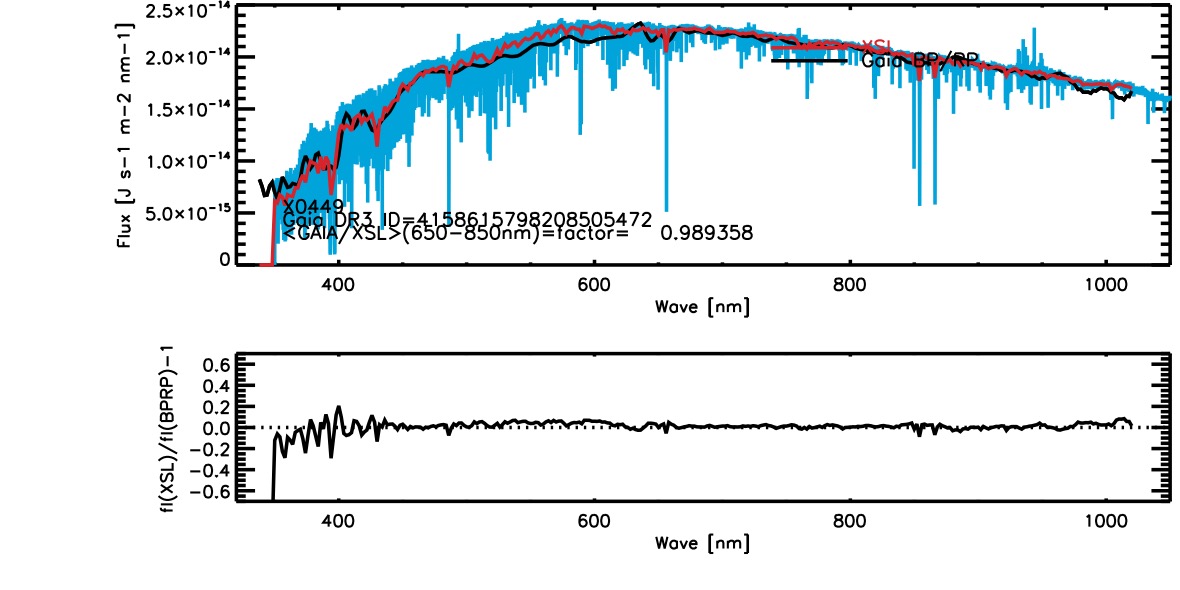 2.5×10⁻¹⁴
2.0×10⁻¹⁴
1.5×10⁻¹⁴
1.0×10⁻¹⁴
5.0×10⁻¹⁵
0
Flux [J s−1 m−2 nm−1]
XSL
Gaia BP/RP
X0449
Gaia DR3 ID=4158615798208505472
<GAIA/XSL>(650−850nm)=factor= 0.989358
400 600 800 1000
Wave [nm]
0.6
0.4
0.2
0.0
−0.2
−0.4
−0.6
fl(XSL)/fl(BPRP)−1
400 600 800 1000
Wave [nm]